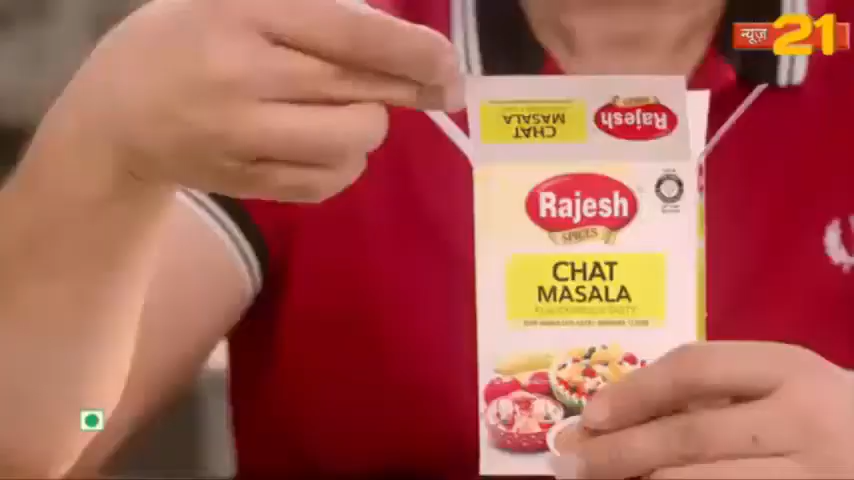 न्यूज़ 21
CHAT
MASALA
Rajesh
Rajesh
SPICES
CHAT
MASALA